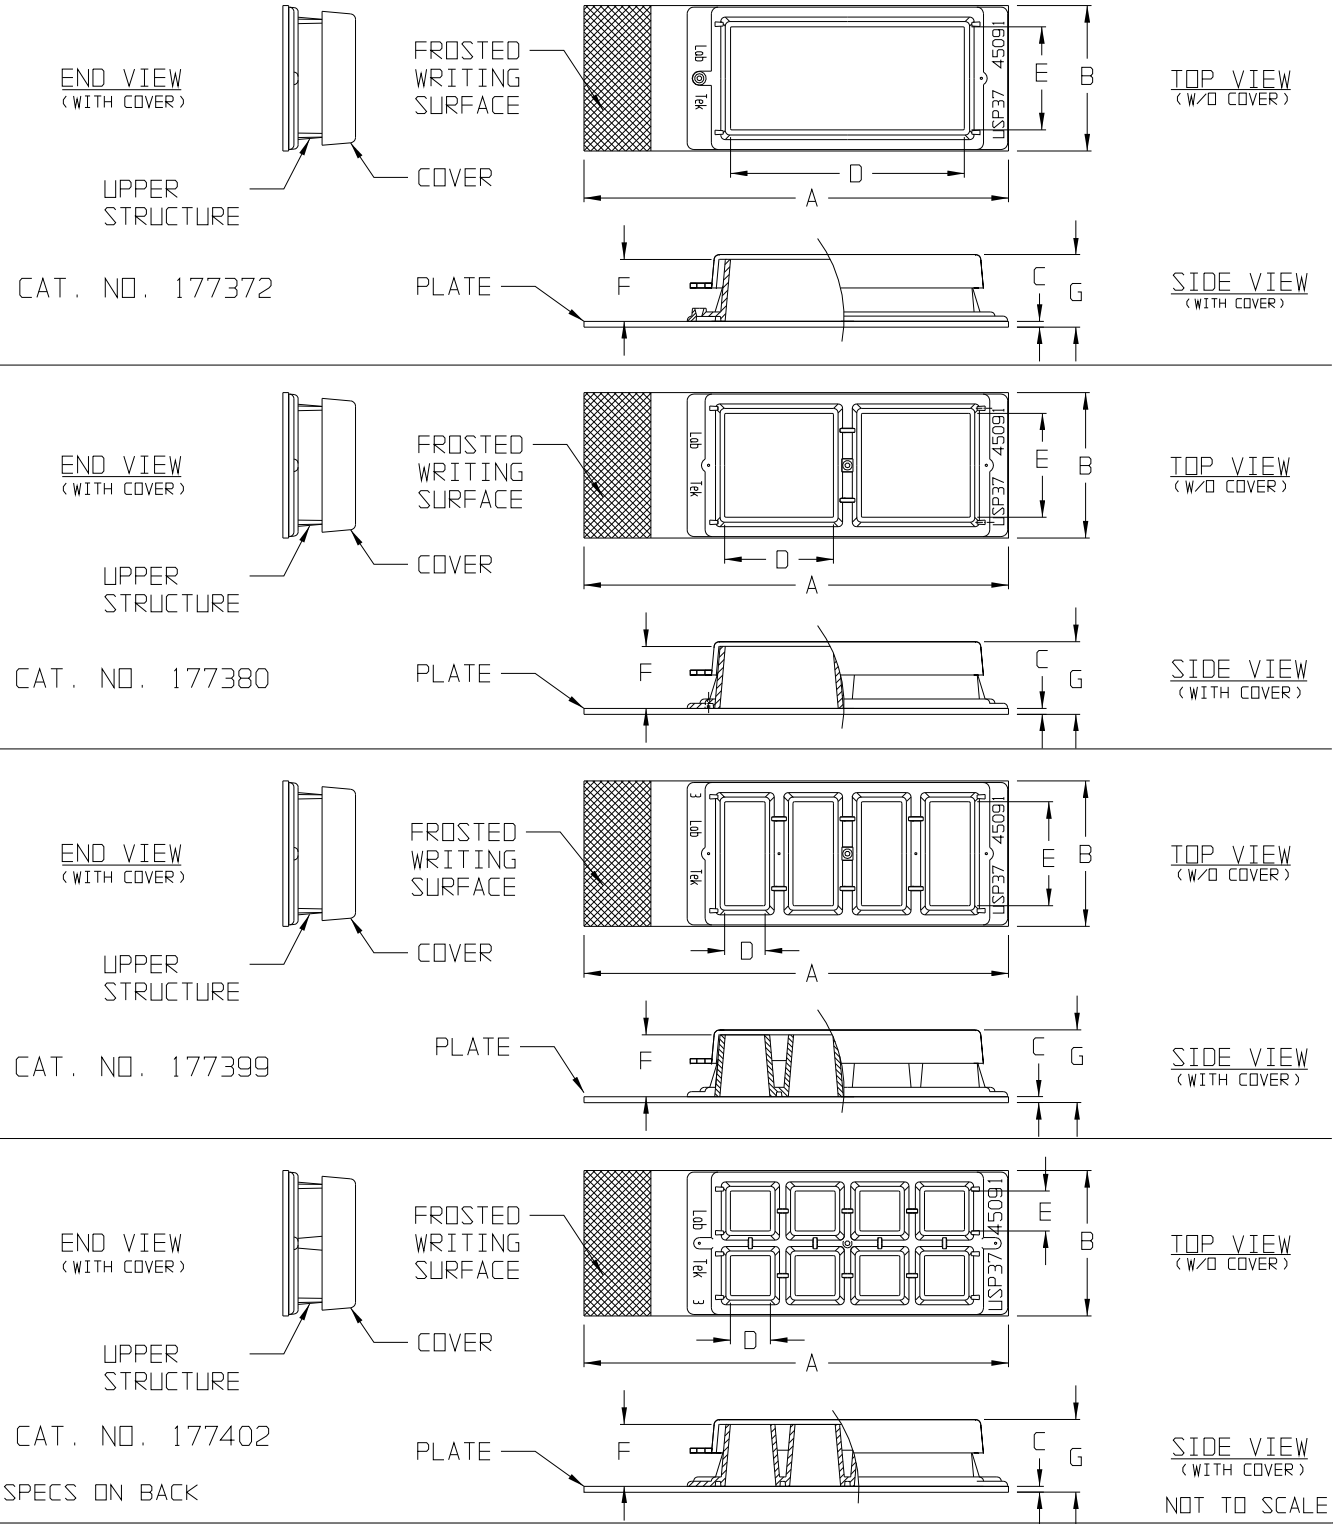 END VIEW
(WITH COVER)
UPPER
STRUCTURE
COVER
FROSTED
WRITING
SURFACE
Lab
Tek
USP37 45091
E
B
D
A
TOP VIEW
(W/O COVER)
CAT. NO. 177372
PLATE
F
C
G
SIDE VIEW
(WITH COVER)
END VIEW
(WITH COVER)
UPPER
STRUCTURE
COVER
FROSTED
WRITING
SURFACE
Lab
Tek
USP37 45091
E
B
D
A
TOP VIEW
(W/O COVER)
CAT. NO. 177380
PLATE
F
C
G
SIDE VIEW
(WITH COVER)
END VIEW
(WITH COVER)
UPPER
STRUCTURE
COVER
FROSTED
WRITING
SURFACE
3
Lab
Tek
USP37 45091
E
B
D
A
TOP VIEW
(W/O COVER)
CAT. NO. 177399
PLATE
F
C
G
SIDE VIEW
(WITH COVER)
END VIEW
(WITH COVER)
UPPER
STRUCTURE
COVER
FROSTED
WRITING
SURFACE
Lab
Tek
3
USP37 45091
E
B
D
A
TOP VIEW
(W/O COVER)
CAT. NO. 177402
PLATE
F
C
G
SIDE VIEW
(WITH COVER)
SPECS ON BACK
NOT TO SCALE